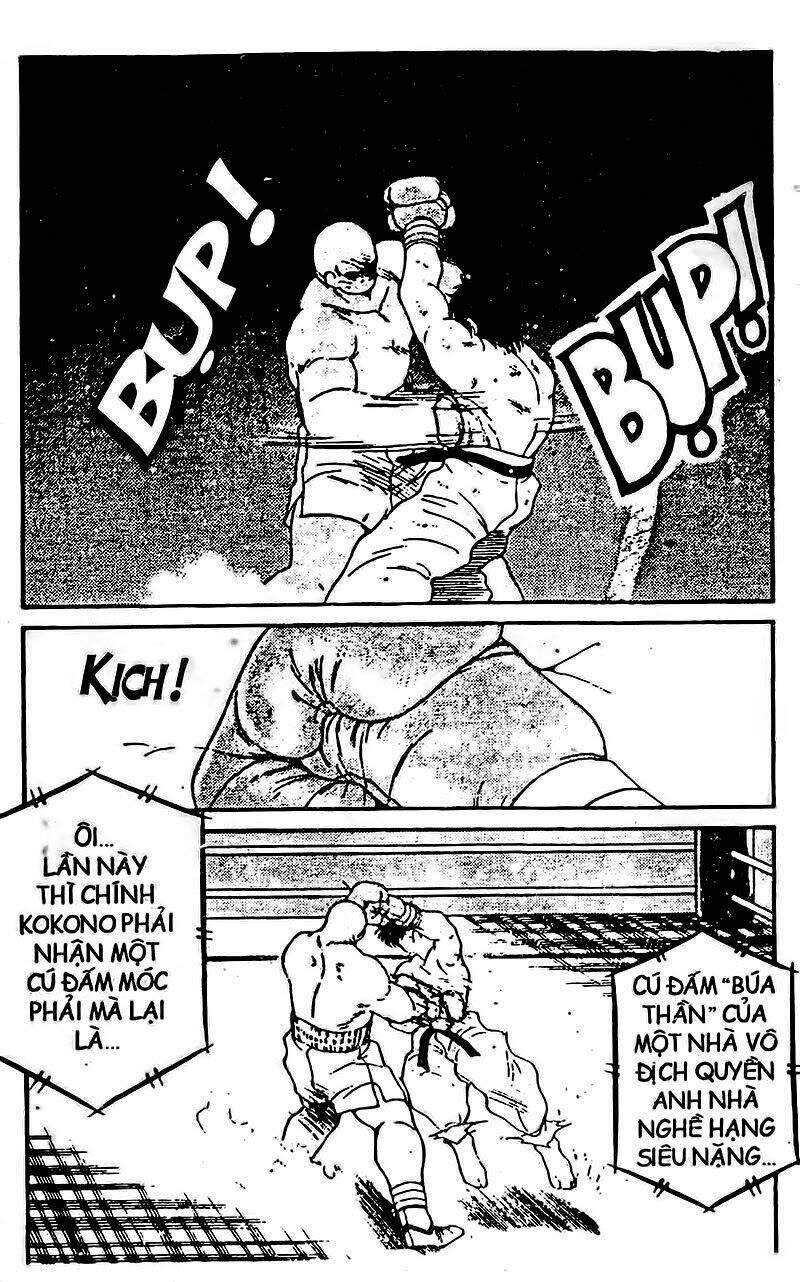 BỤP!
BỤP!
KỊCH!
ÔI...
LẦN NÀY
THÌ CHÍNH
KOKONO PHẢI
NHẬN MỘT
CÚ ĐẤM MÓC
PHẢI MÀ LẠI
LÀ...
CÚ ĐẤM "BÚA
THẦN" CỦA
MỘT NHÀ VÔ
ĐỊCH QUYỀN
ANH NHÀ
NGHỀ HẠNG
SIÊU NẶNG...